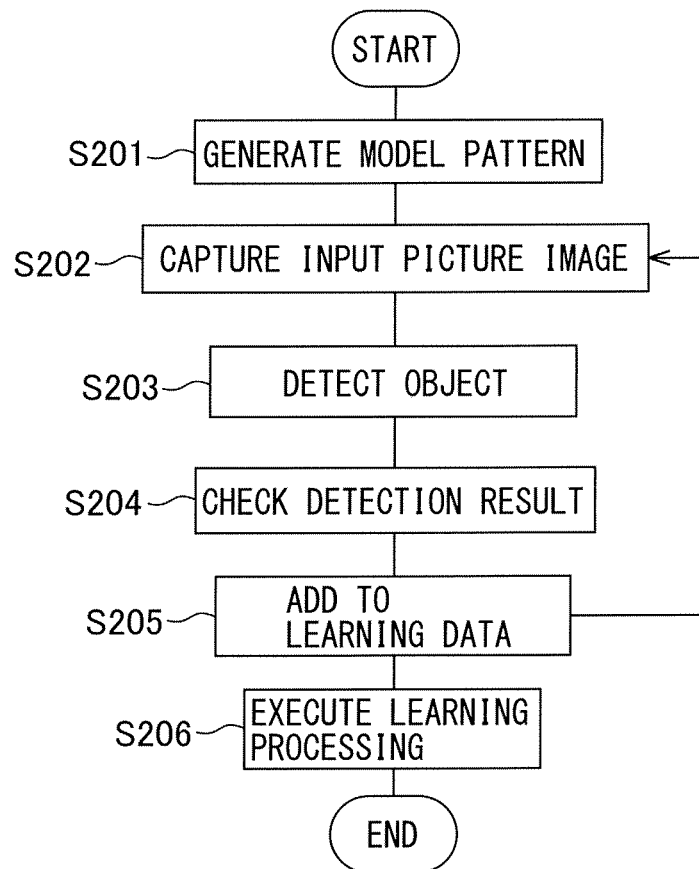 START
S201
GENERATE MODEL PATTERN
S202
CAPTURE INPUT PICTURE IMAGE
S203
DETECT OBJECT
S204
CHECK DETECTION RESULT
S205
ADD TO
LEARNING DATA
S206
EXECUTE LEARNING
PROCESSING
END